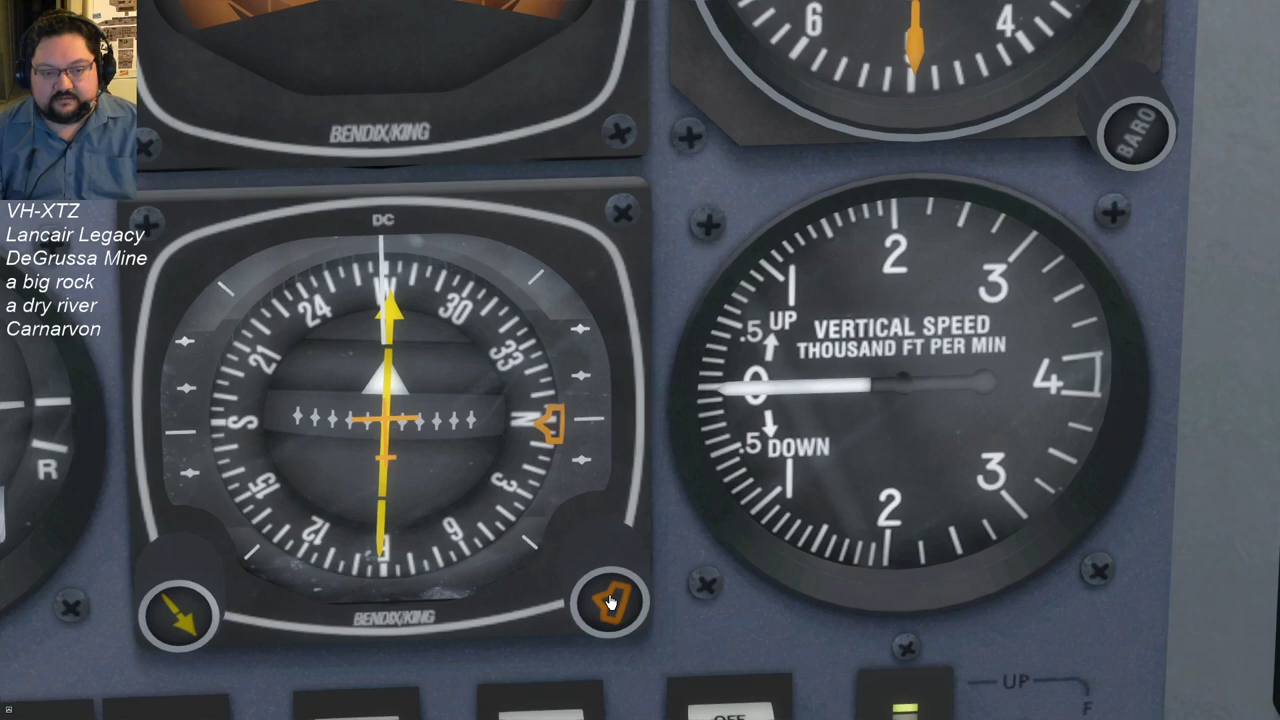 6
4
BENDIX/KING
BARO
VH-XTZ
Lancair Legacy
DeGrussa Mine
a big rock
a dry river
Carnarvon
DC
W
24
30
21
33
S
N
15
3
12
6
E
R
BENDIX/KING
2
3
.5 UP
VERTICAL SPEED
THOUSAND FT PER MIN
0
4
.5 DOWN
3
2
OFF
UP
F